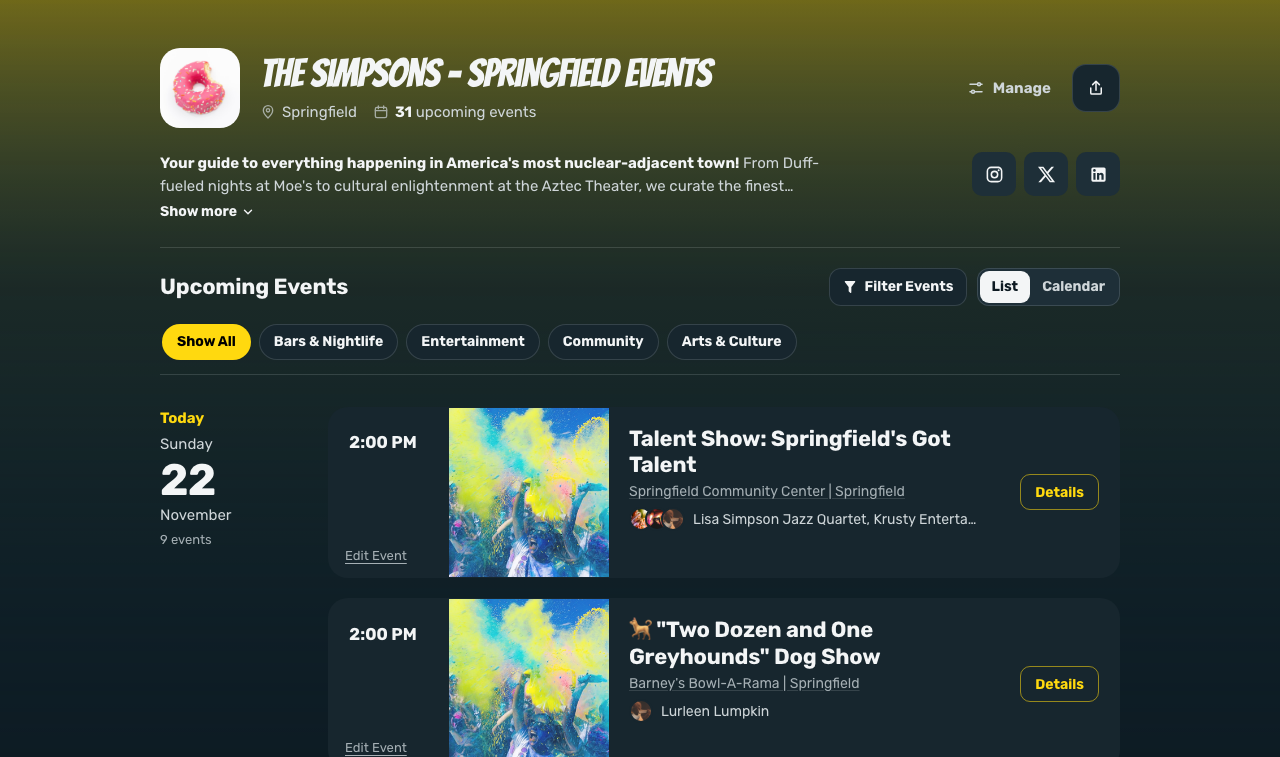 THE SIMPSONS - SPRINGFIELD EVENTS
Springfield
31 upcoming events
Manage
Your guide to everything happening in America's most nuclear-adjacent town! From Duff-
fueled nights at Moe's to cultural enlightenment at the Aztec Theater, we curate the finest…
Show more
Upcoming Events
Filter Events
List
Calendar
Show All
Bars & Nightlife
Entertainment
Community
Arts & Culture
Today
Sunday
22
November
9 events
2:00 PM
Edit Event
Talent Show: Springfield's Got
Talent
Springfield Community Center | Springfield
Lisa Simpson Jazz Quartet, Krusty Enterta…
Details
2:00 PM
Edit Event
🐕 "Two Dozen and One
Greyhounds" Dog Show
Barney's Bowl-A-Rama | Springfield
Lurleen Lumpkin
Details